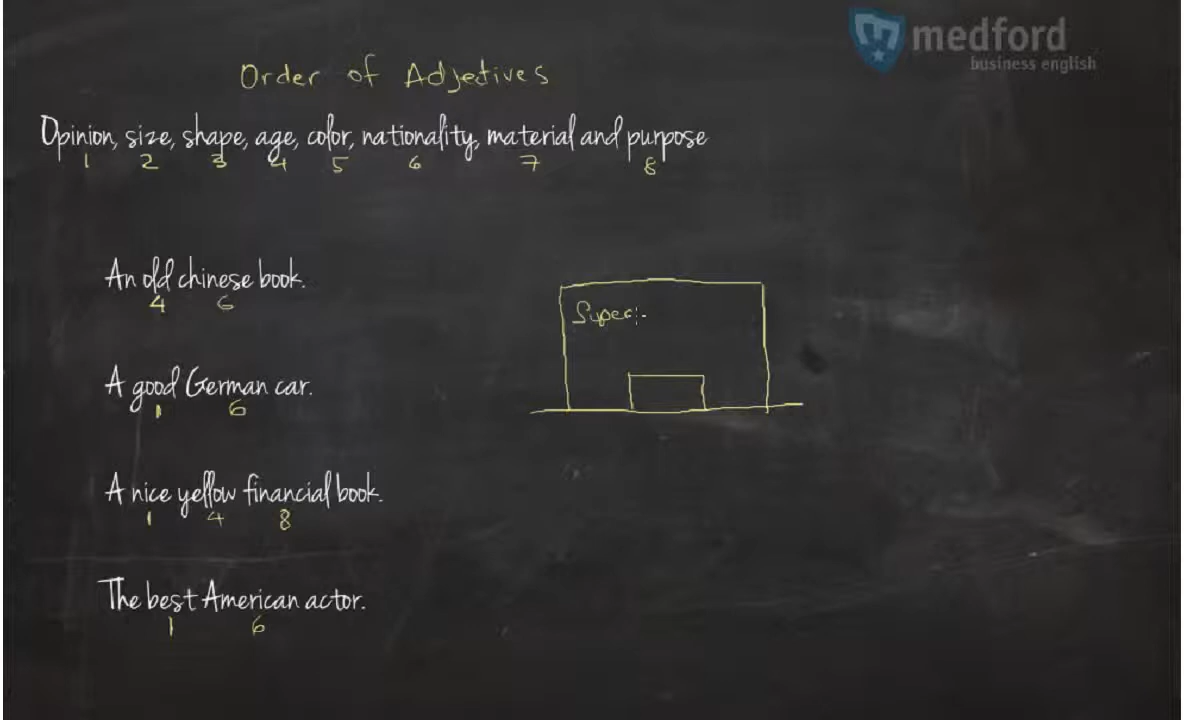 medford
business english
Order of Adjetives
Opinion, size, shape, age, color, nationality, material and purpose
1 2 3 4 5 6 7 8
An old chinese book.
4 6
Super:-
A good German car.
1 6
A nice yellow financial book.
1 4 8
The best American actor.
1 6